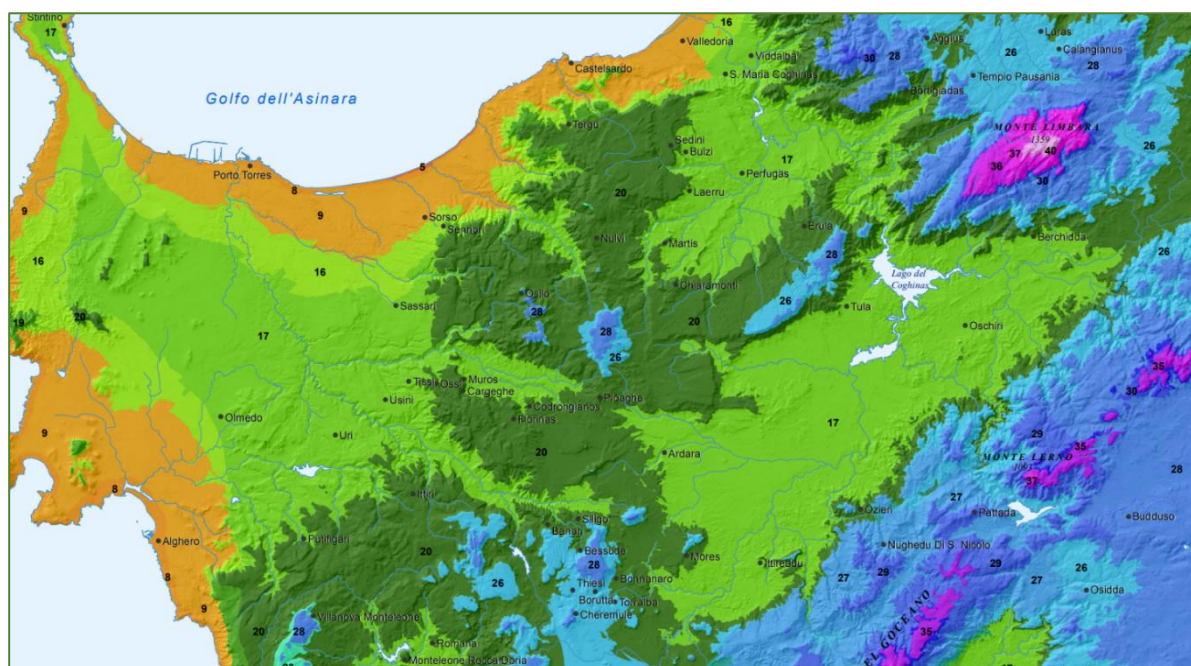 Stintino
17
16
Valledoria
Viddalba
S. Maria Coghinas
Castelsardo
30
28
Aggius
Luras
26
Calangianus
28
Tempio Pausania
Bortigiadas
Golfo dell'Asinara
Tergu
Sedini
Bulzi
MONTE LIMBARA
1359
37
40
36
30
26
Porto Torres
5
8
9
9
17
Perfugas
Laerru
20
Sorso
Sennori
Nulvi
Martis
Erula
Berchidda
16
16
28
26
Lago del
Coghinas
Osilo
28
Chiaramonti
26
Sassari
20
Tula
Oschiri
19
20
17
28
26
35
30
Tissi
Ossi
Muros
Cargeghe
Usini
Ploaghe
Codrongianos
Florinas
Olmedo
9
Uri
17
29
35
MONTE LERNO
1093
37
28
20
Ardara
8
Ittiri
27
Ozieri
Pattada
Budduso
Siligo
Banari
Alghero
Putifigari
20
Bessude
28
Mores
Ittireddu
Nughedu Di S. Nicolo
29
29
27
26
27
Osidda
8
26
Bonnanaro
Thiesi
Borutta
Torralba
Cheremule
9
20
Villanova Monteleone
28
Romana
Monteleone Rocca Doria
EL GOCEANO
35